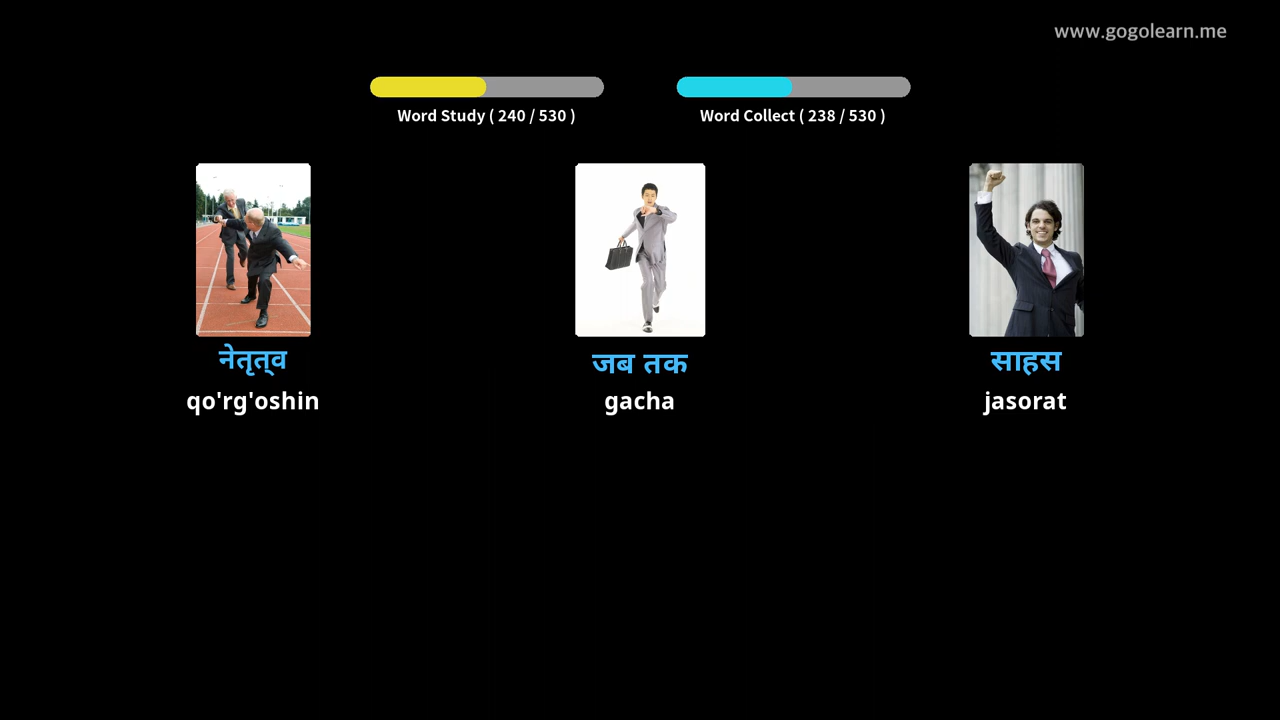 www.gogolearn.me
Word Study ( 240 / 530 )
Word Collect ( 238 / 530 )
नेतृत्व
जब तक
साहस
qo'rg'oshin
gacha
jasorat